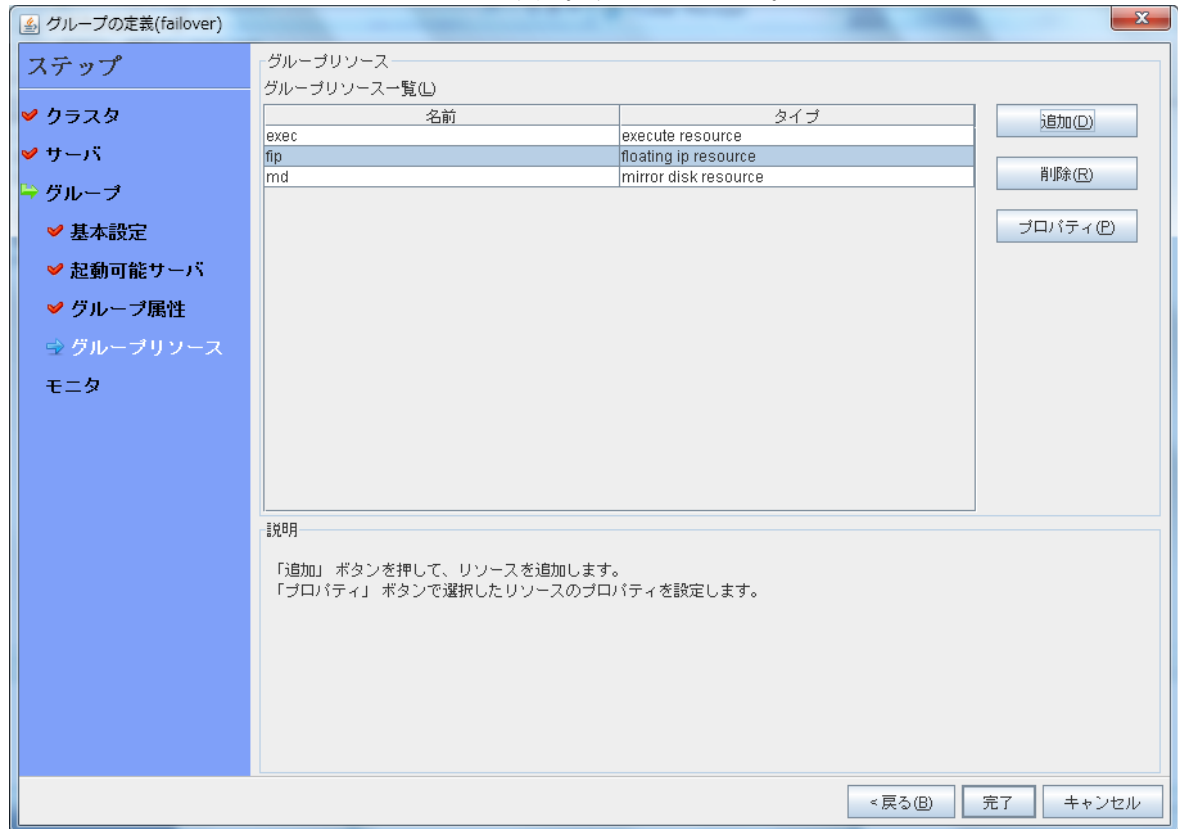 グループの定義(failover)
ステップ
クラスタ
サーバ
グループ
基本設定
起動可能サーバ
グループ属性
グループリソース
モニタ
グループリソース
グループリソース一覧(L)
名前 タイプ
exec execute resource
fip floating ip resource
md mirror disk resource
追加(D)
削除(R)
プロパティ(P)
説明
「追加」 ボタンを押して、リソースを追加します。
「プロパティ」 ボタンで選択したリソースのプロパティを設定します。
<戻る(B) 完了 キャンセル